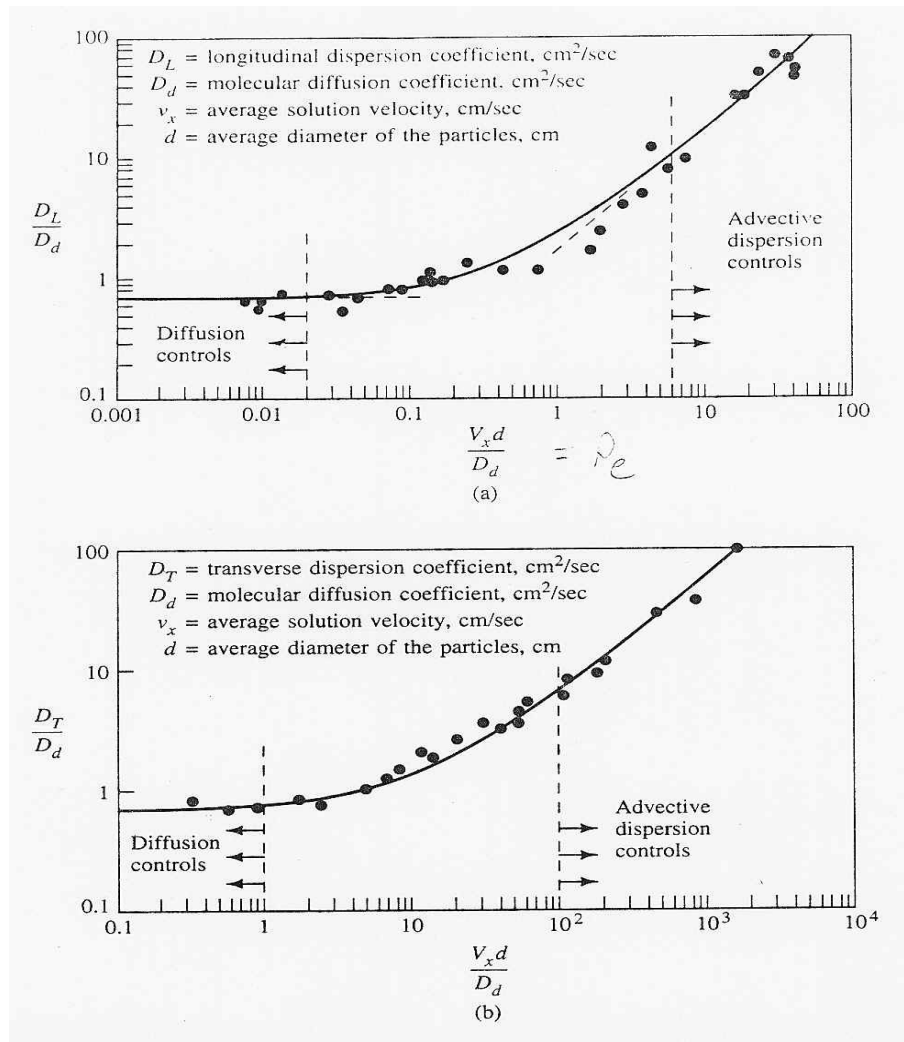 100
10
1
0.1
D_L
D_d
D_L = longitudinal dispersion coefficient, cm²/sec
D_d = molecular diffusion coefficient, cm²/sec
v_x = average solution velocity, cm/sec
d = average diameter of the particles, cm
Advective
dispersion
controls
Diffusion
controls
0.001 0.01 0.1 1 10 100
V_x d
D_d
= Pe
(a)
100
10
1
0.1
D_T
D_d
D_T = transverse dispersion coefficient, cm²/sec
D_d = molecular diffusion coefficient, cm²/sec
v_x = average solution velocity, cm/sec
d = average diameter of the particles, cm
Diffusion
controls
Advective
dispersion
controls
0.1 1 10 10² 10³ 10⁴
V_x d
D_d
(b)